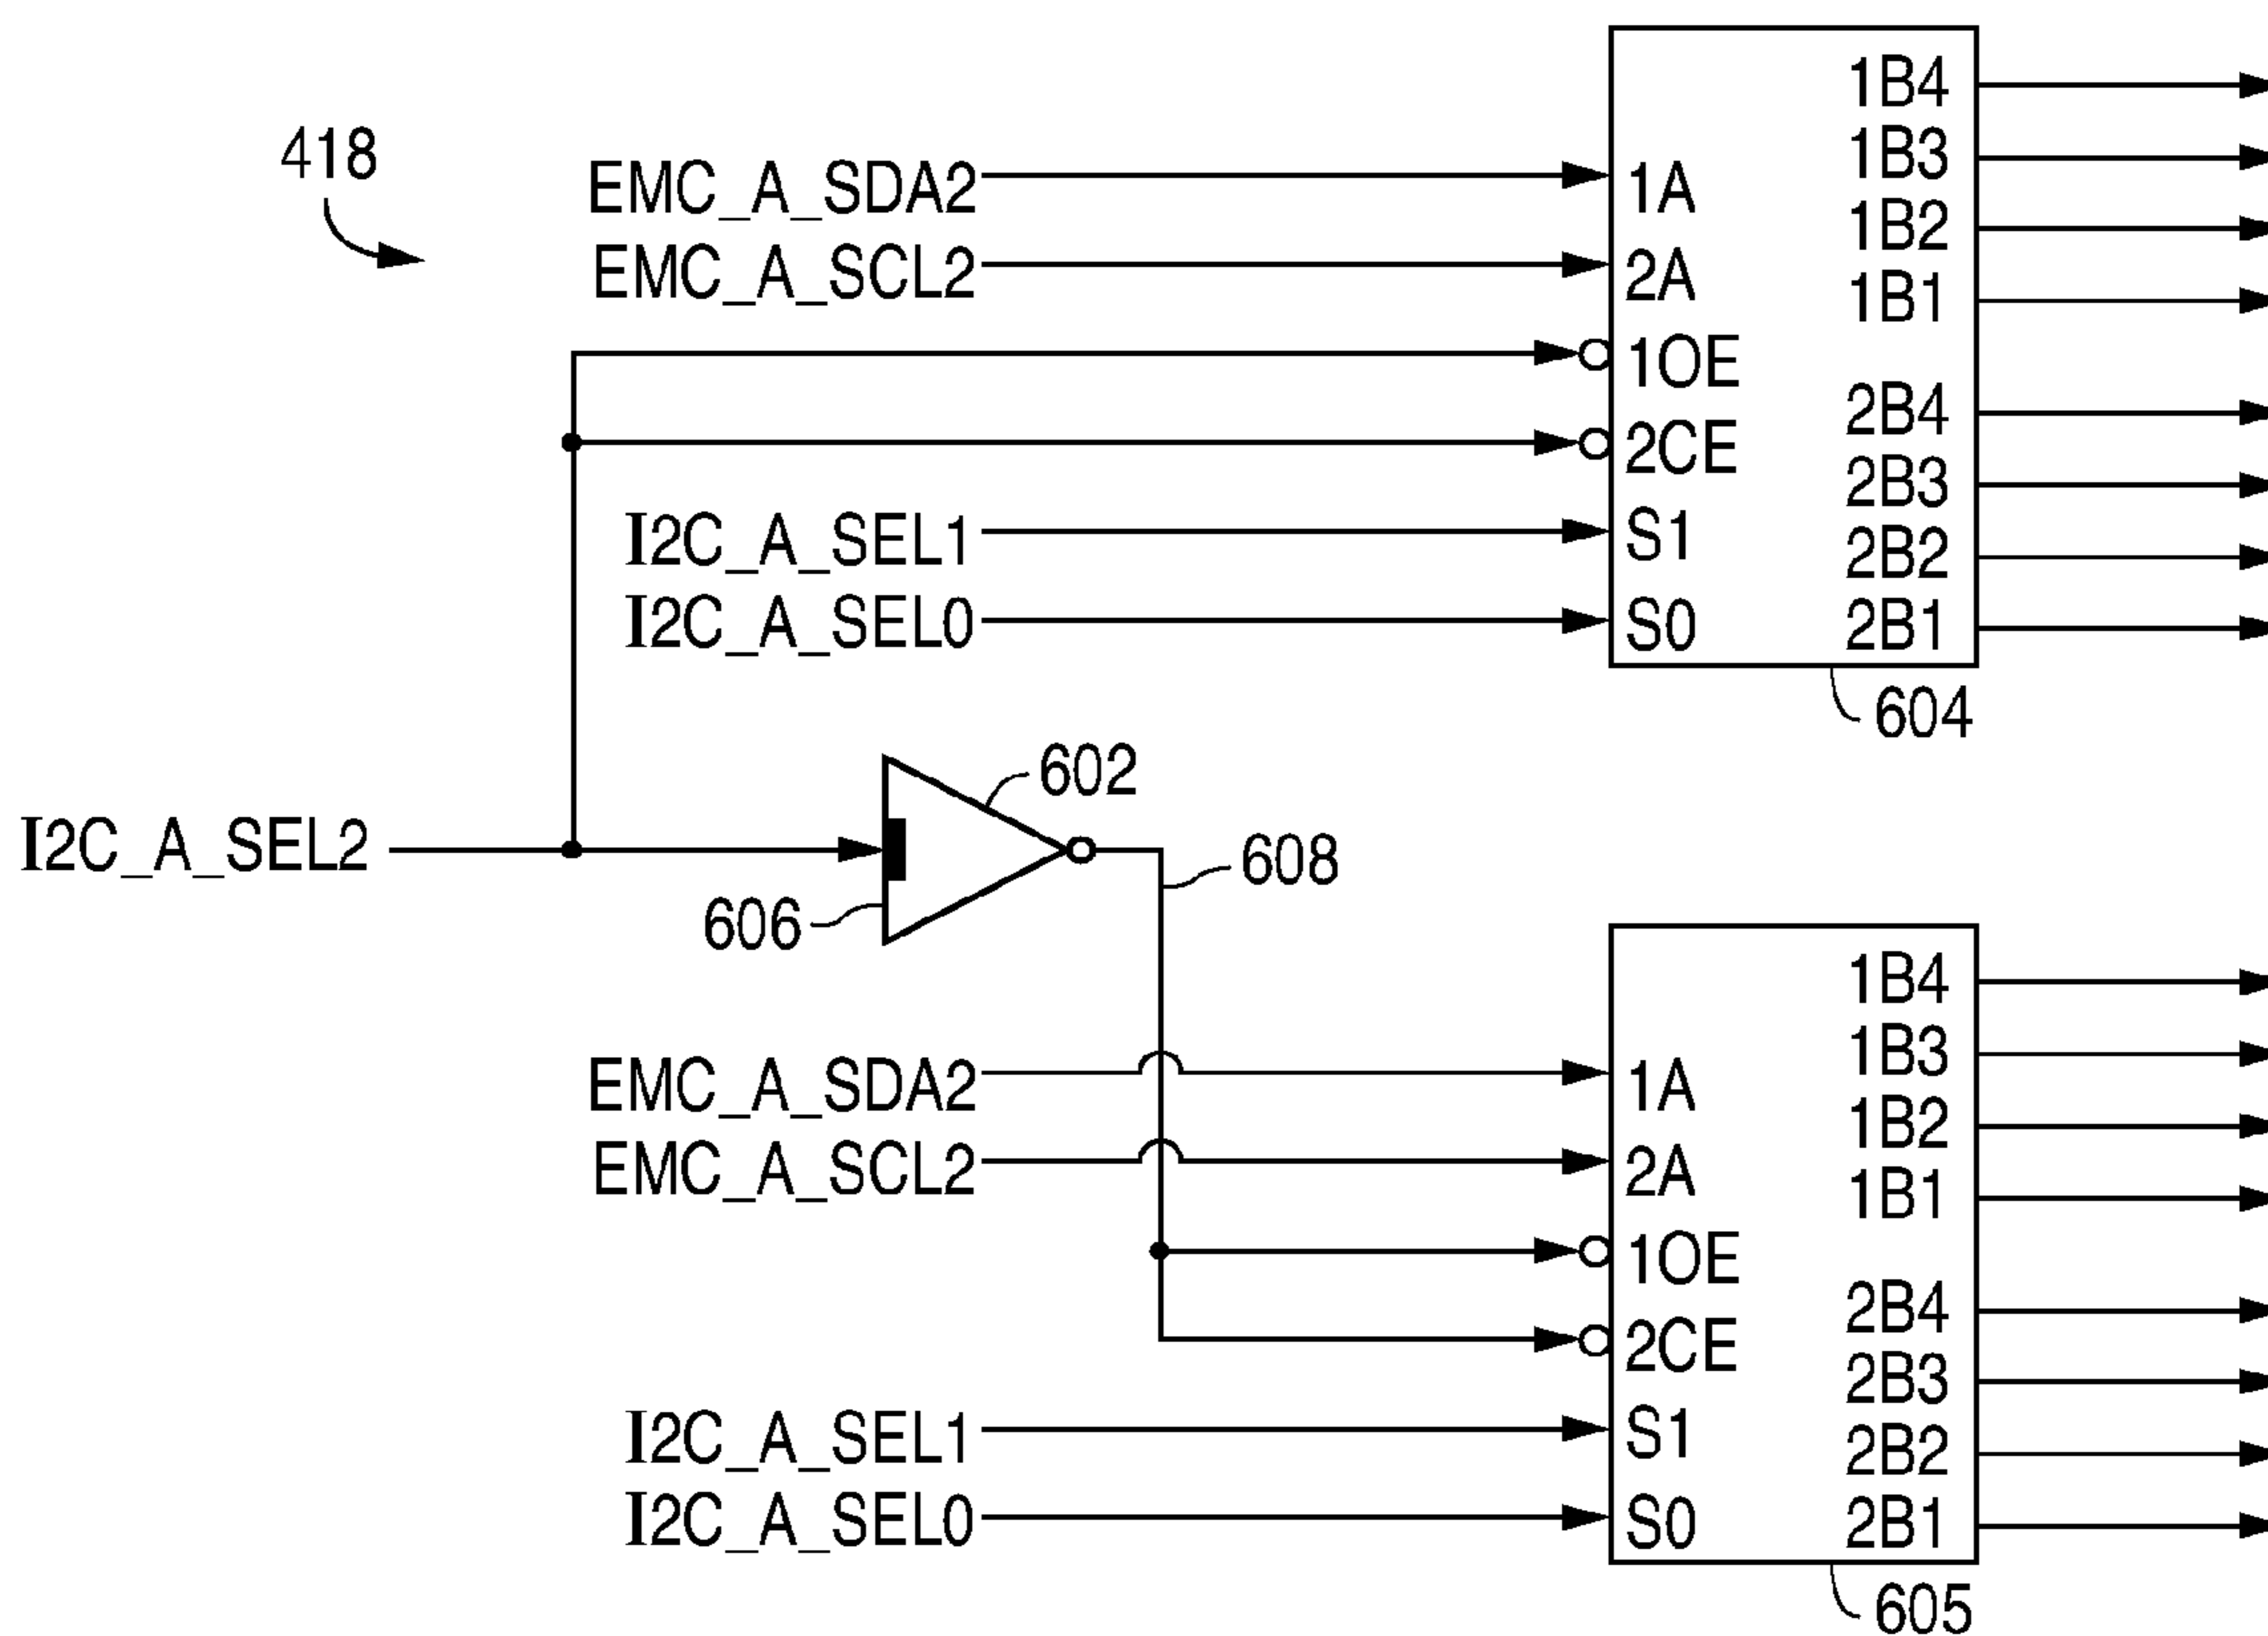 418
EMC_A_SDA2
EMC_A_SCL2
I2C_A_SEL1
I2C_A_SEL0
1A
2A
1OE
2CE
S1
S0
1B4
1B3
1B2
1B1
2B4
2B3
2B2
2B1
604
I2C_A_SEL2
602
606
608
EMC_A_SDA2
EMC_A_SCL2
I2C_A_SEL1
I2C_A_SEL0
1A
2A
1OE
2CE
S1
S0
1B4
1B3
1B2
1B1
2B4
2B3
2B2
2B1
605